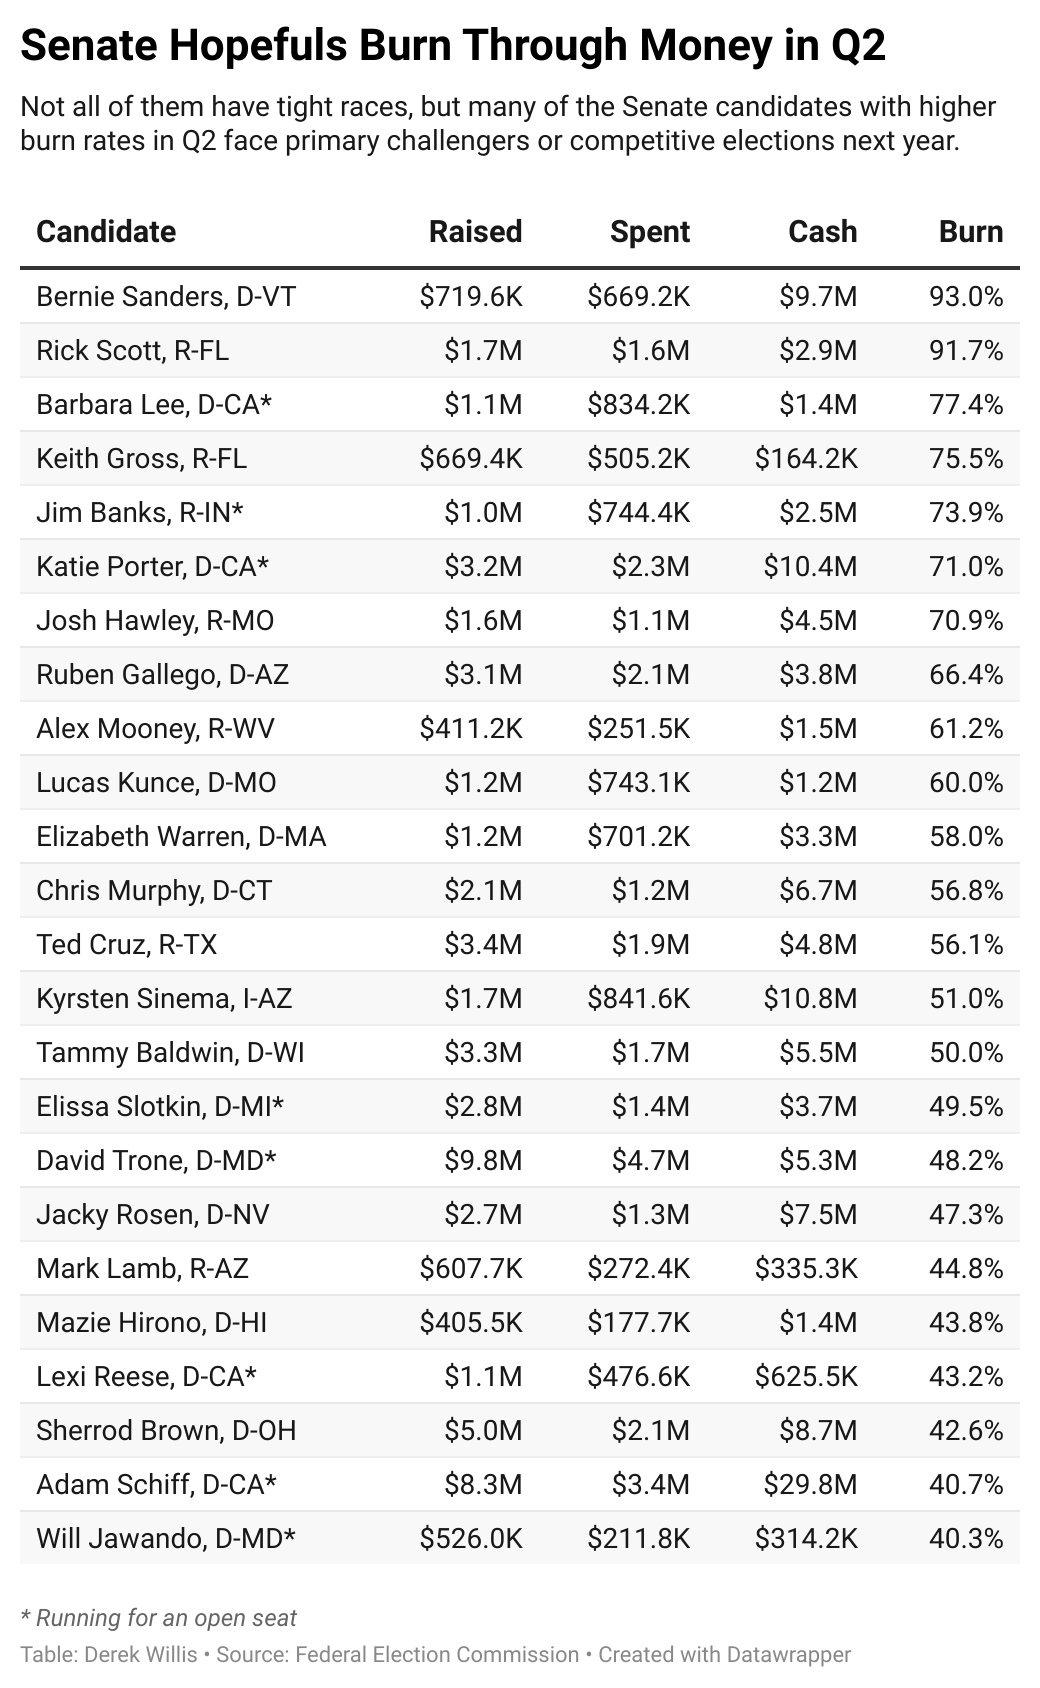 Senate Hopefuls Burn Through Money in Q2
Not all of them have tight races, but many of the Senate candidates with higher
burn rates in Q2 face primary challengers or competitive elections next year.
Candidate Raised Spent Cash Burn
Bernie Sanders, D-VT $719.6K $669.2K $9.7M 93.0%
Rick Scott, R-FL $1.7M $1.6M $2.9M 91.7%
Barbara Lee, D-CA* $1.1M $834.2K $1.4M 77.4%
Keith Gross, R-FL $669.4K $505.2K $164.2K 75.5%
Jim Banks, R-IN* $1.0M $744.4K $2.5M 73.9%
Katie Porter, D-CA* $3.2M $2.3M $10.4M 71.0%
Josh Hawley, R-MO $1.6M $1.1M $4.5M 70.9%
Ruben Gallego, D-AZ $3.1M $2.1M $3.8M 66.4%
Alex Mooney, R-WV $411.2K $251.5K $1.5M 61.2%
Lucas Kunce, D-MO $1.2M $743.1K $1.2M 60.0%
Elizabeth Warren, D-MA $1.2M $701.2K $3.3M 58.0%
Chris Murphy, D-CT $2.1M $1.2M $6.7M 56.8%
Ted Cruz, R-TX $3.4M $1.9M $4.8M 56.1%
Kyrsten Sinema, I-AZ $1.7M $841.6K $10.8M 51.0%
Tammy Baldwin, D-WI $3.3M $1.7M $5.5M 50.0%
Elissa Slotkin, D-MI* $2.8M $1.4M $3.7M 49.5%
David Trone, D-MD* $9.8M $4.7M $5.3M 48.2%
Jacky Rosen, D-NV $2.7M $1.3M $7.5M 47.3%
Mark Lamb, R-AZ $607.7K $272.4K $335.3K 44.8%
Mazie Hirono, D-HI $405.5K $177.7K $1.4M 43.8%
Lexi Reese, D-CA* $1.1M $476.6K $625.5K 43.2%
Sherrod Brown, D-OH $5.0M $2.1M $8.7M 42.6%
Adam Schiff, D-CA* $8.3M $3.4M $29.8M 40.7%
Will Jawando, D-MD* $526.0K $211.8K $314.2K 40.3%
* Running for an open seat
Table: Derek Willis • Source: Federal Election Commission • Created with Datawrapper